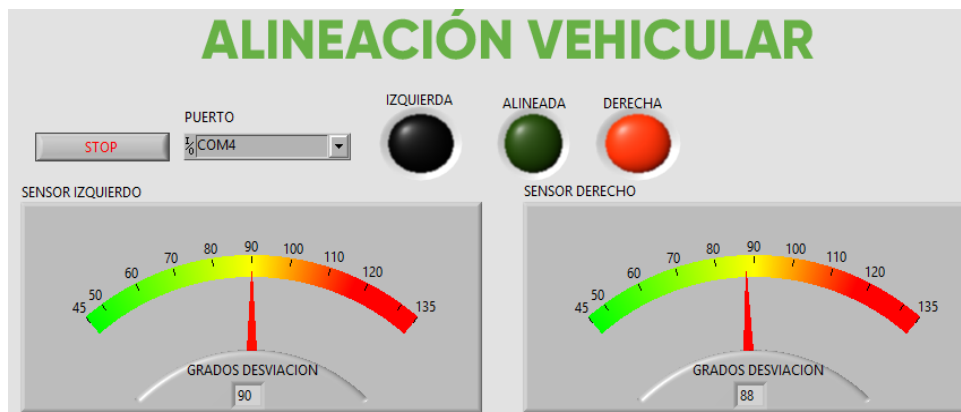 ALINEACIÓN VEHICULAR
IZQUIERDA ALINEADA DERECHA
PUERTO
STOP I/O COM4
SENSOR IZQUIERDO SENSOR DERECHO
45 50 60 70 80 90 100 110 120 135
45 50 60 70 80 90 100 110 120 135
GRADOS DESVIACION GRADOS DESVIACION
90 88